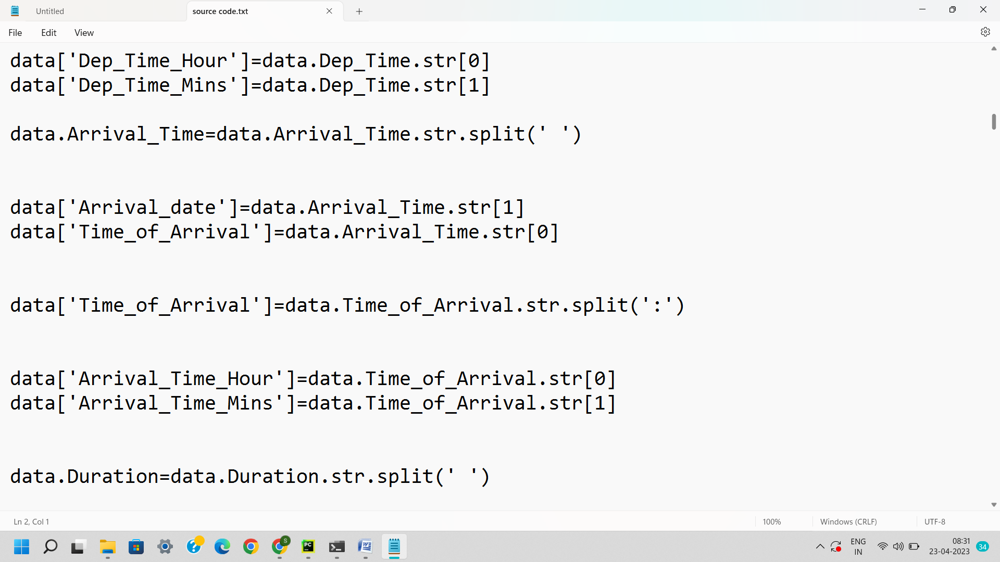 Untitled
source code.txt
File Edit View
data['Dep_Time_Hour']=data.Dep_Time.str[0]
data['Dep_Time_Mins']=data.Dep_Time.str[1]
data.Arrival_Time=data.Arrival_Time.str.split(' ')
data['Arrival_date']=data.Arrival_Time.str[1]
data['Time_of_Arrival']=data.Arrival_Time.str[0]
data['Time_of_Arrival']=data.Time_of_Arrival.str.split(':')
data['Arrival_Time_Hour']=data.Time_of_Arrival.str[0]
data['Arrival_Time_Mins']=data.Time_of_Arrival.str[1]
data.Duration=data.Duration.str.split(' ')
Ln 2, Col 1
100%
Windows (CRLF)
UTF-8
S
PC
W
ENG
IN
08:31
23-04-2023
34